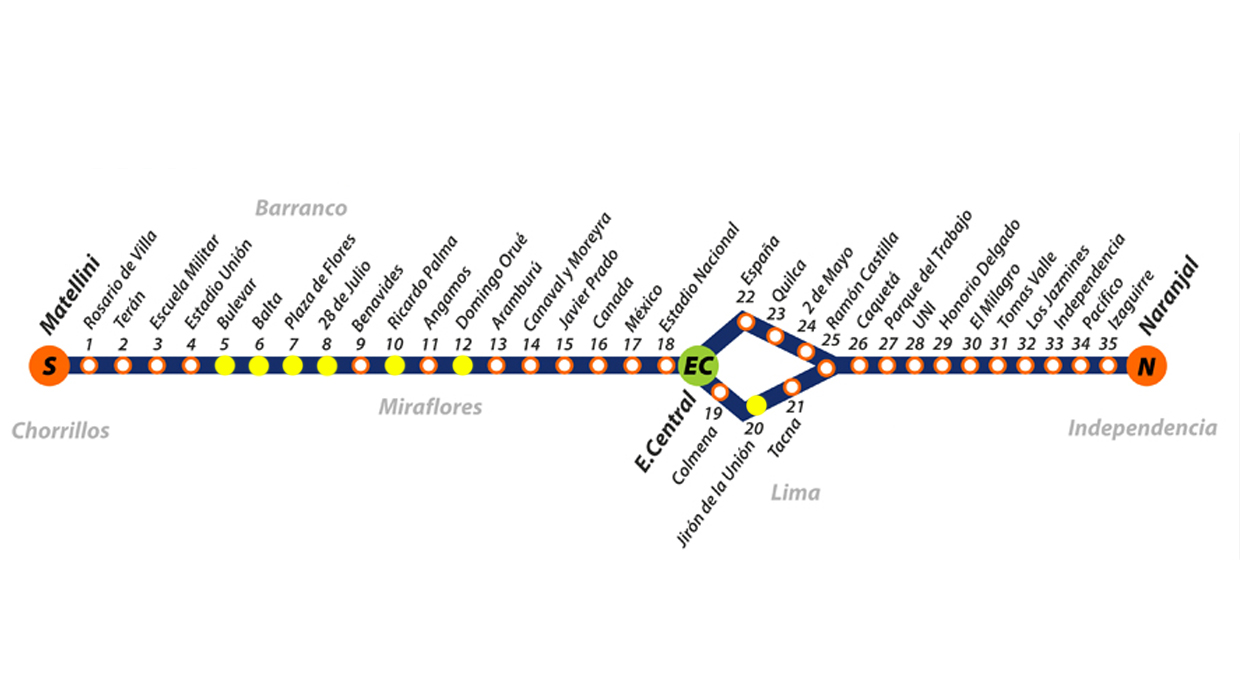 Barranco
Matellini
Rosario de Villa
Terán
Escuela Militar
Estadio Unión
Bulevar
Balta
Plaza de Flores
28 de Julio
Benavides
Ricardo Palma
Angamos
Domingo Orué
Aramburú
Canaval y Moreyra
Javier Prado
Canada
México
Estadio Nacional
España
Quilca
2 de Mayo
Ramón Castilla
Caquetá
Parque del Trabajo
UNI
Honorio Delgado
El Milagro
Tomas Valle
Los Jazmines
Independencia
Pacífico
Izaguirre
Naranjal
22
23
24
25
1 2 3 4 5 6 7 8 9 10 11 12 13 14 15 16 17 18
26 27 28 29 30 31 32 33 34 35
S
EC
N
19
20
21
E.Central
Colmena
Jirón de la Unión
Tacna
Chorrillos
Miraflores
Independencia
Lima